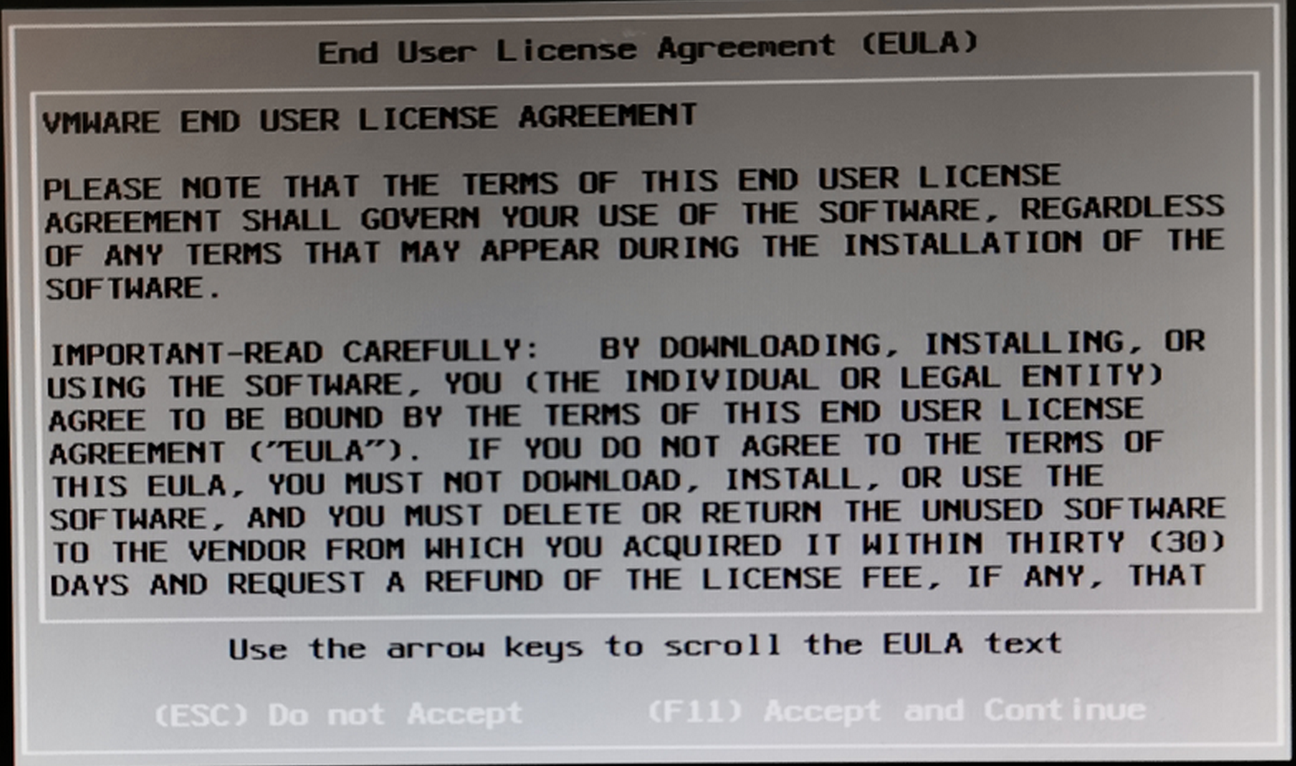 End User License Agreement (EULA)
VMWARE END USER LICENSE AGREEMENT
PLEASE NOTE THAT THE TERMS OF THIS END USER LICENSE
AGREEMENT SHALL GOVERN YOUR USE OF THE SOFTWARE, REGARDLESS
OF ANY TERMS THAT MAY APPEAR DURING THE INSTALLATION OF THE
SOFTWARE.
IMPORTANT-READ CAREFULLY:   BY DOWNLOADING, INSTALLING, OR
USING THE SOFTWARE, YOU (THE INDIVIDUAL OR LEGAL ENTITY)
AGREE TO BE BOUND BY THE TERMS OF THIS END USER LICENSE
AGREEMENT ("EULA").  IF YOU DO NOT AGREE TO THE TERMS OF
THIS EULA, YOU MUST NOT DOWNLOAD, INSTALL, OR USE THE
SOFTWARE, AND YOU MUST DELETE OR RETURN THE UNUSED SOFTWARE
TO THE VENDOR FROM WHICH YOU ACQUIRED IT WITHIN THIRTY (30)
DAYS AND REQUEST A REFUND OF THE LICENSE FEE, IF ANY, THAT
Use the arrow keys to scroll the EULA text
(ESC) Do not Accept (F11) Accept and Continue